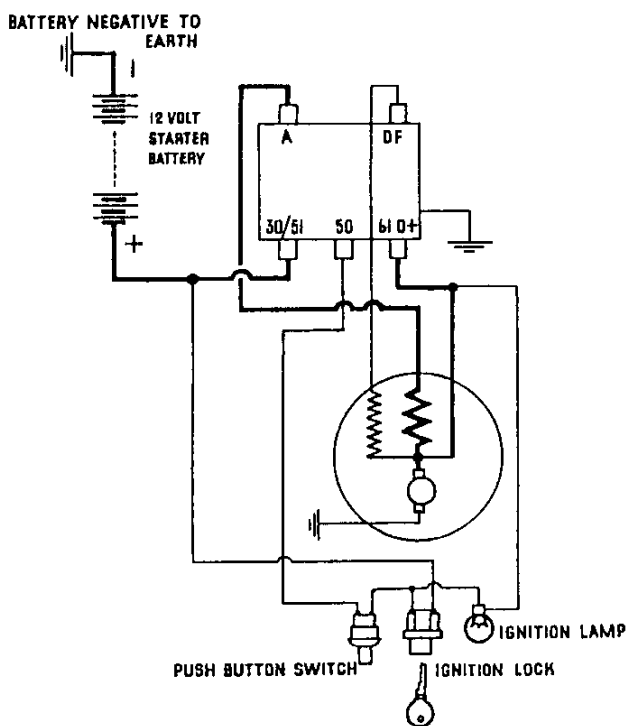 BATTERY NEGATIVE TO
EARTH
12 VOLT
STARTER
BATTERY
A
DF
30/51
50
61 D+
+
PUSH BUTTON SWITCH
IGNITION LOCK
IGNITION LAMP